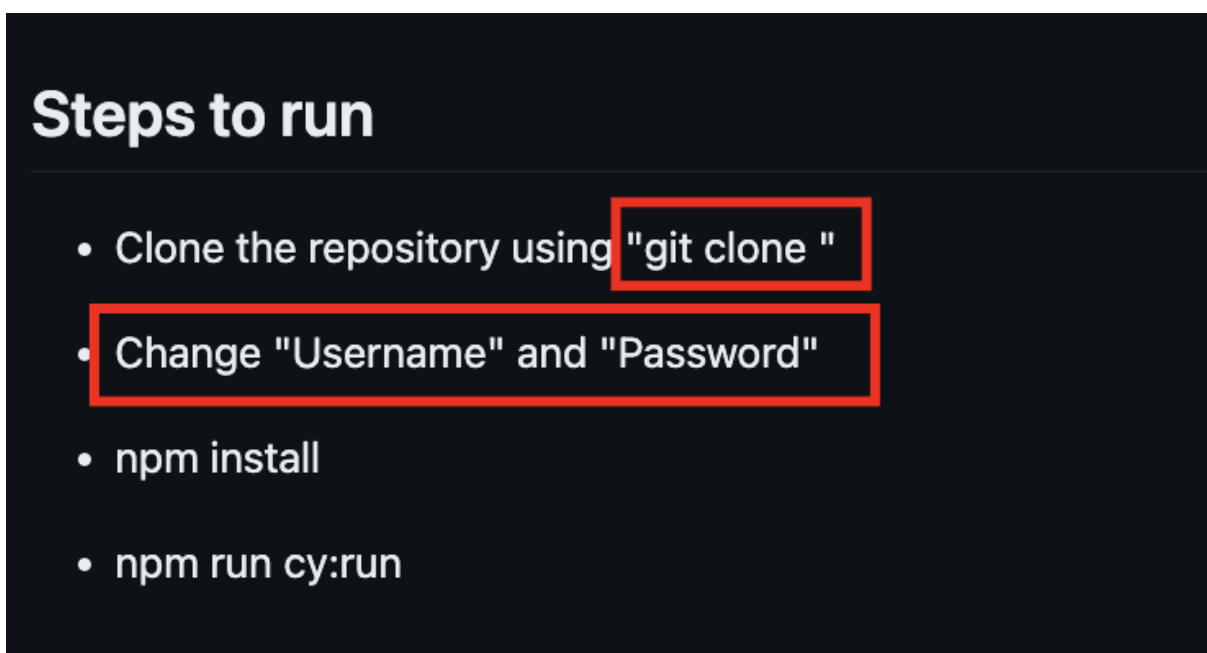 Steps to run
• Clone the repository using "git clone "
• Change "Username" and "Password"
• npm install
• npm run cy:run